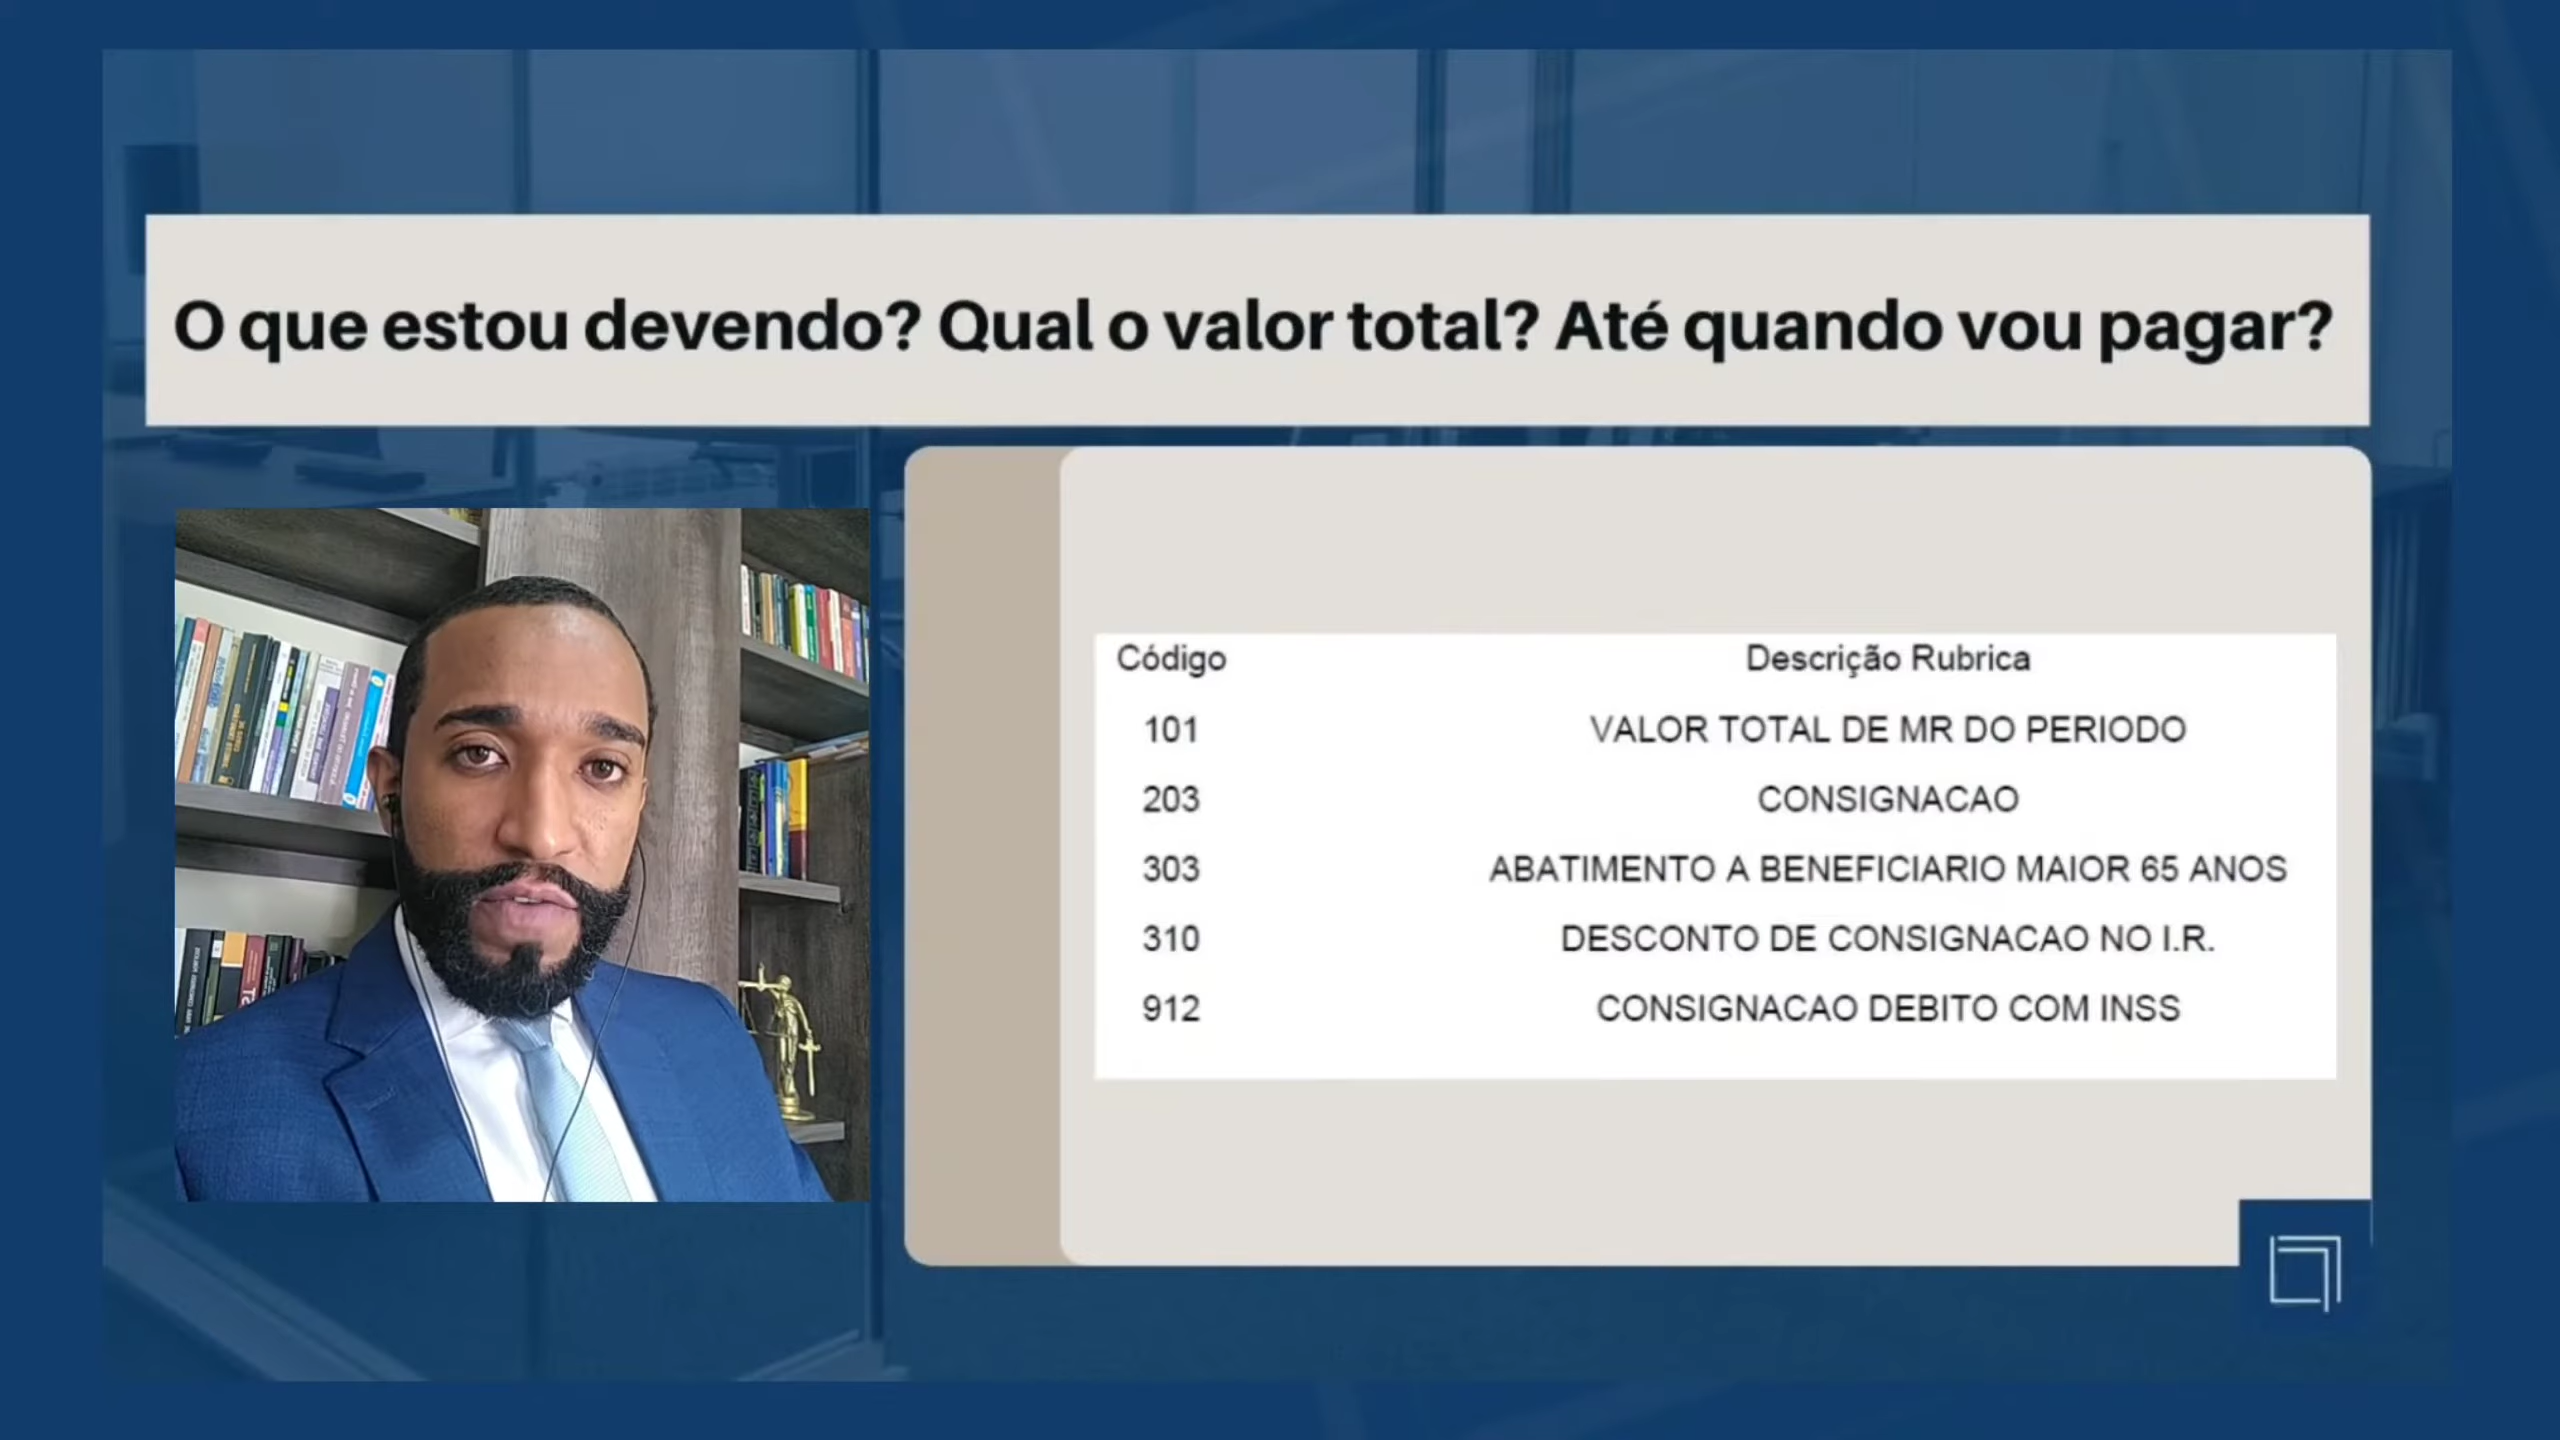 O que estou devendo? Qual o valor total? Até quando vou pagar?
Código Descrição Rubrica
101 VALOR TOTAL DE MR DO PERIODO
203 CONSIGNACAO
303 ABATIMENTO A BENEFICIARIO MAIOR 65 ANOS
310 DESCONTO DE CONSIGNACAO NO I.R.
912 CONSIGNACAO DEBITO COM INSS